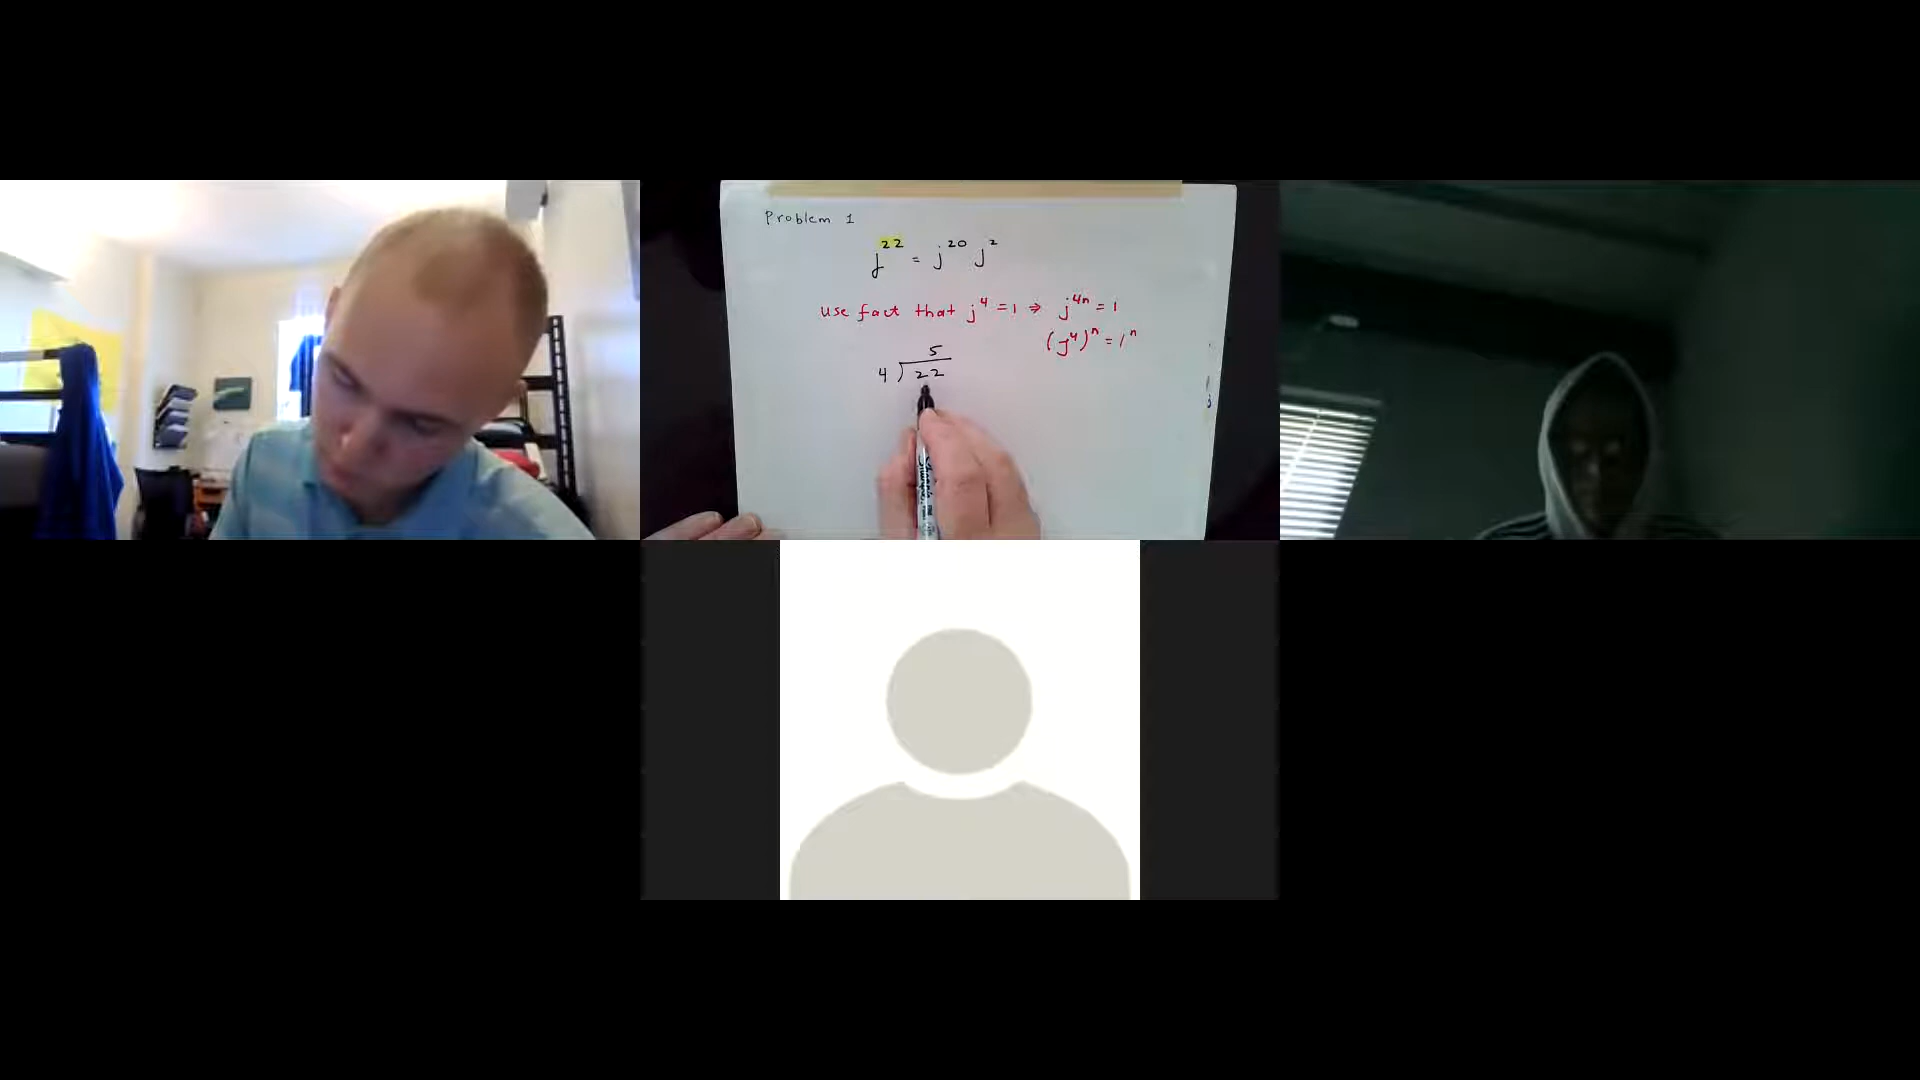 Problem 1
j²² = j²⁰ j²
use fact that j⁴ = 1 ⇒ j⁴ⁿ = 1
(j⁴)ⁿ = 1ⁿ
5
4 ) 22